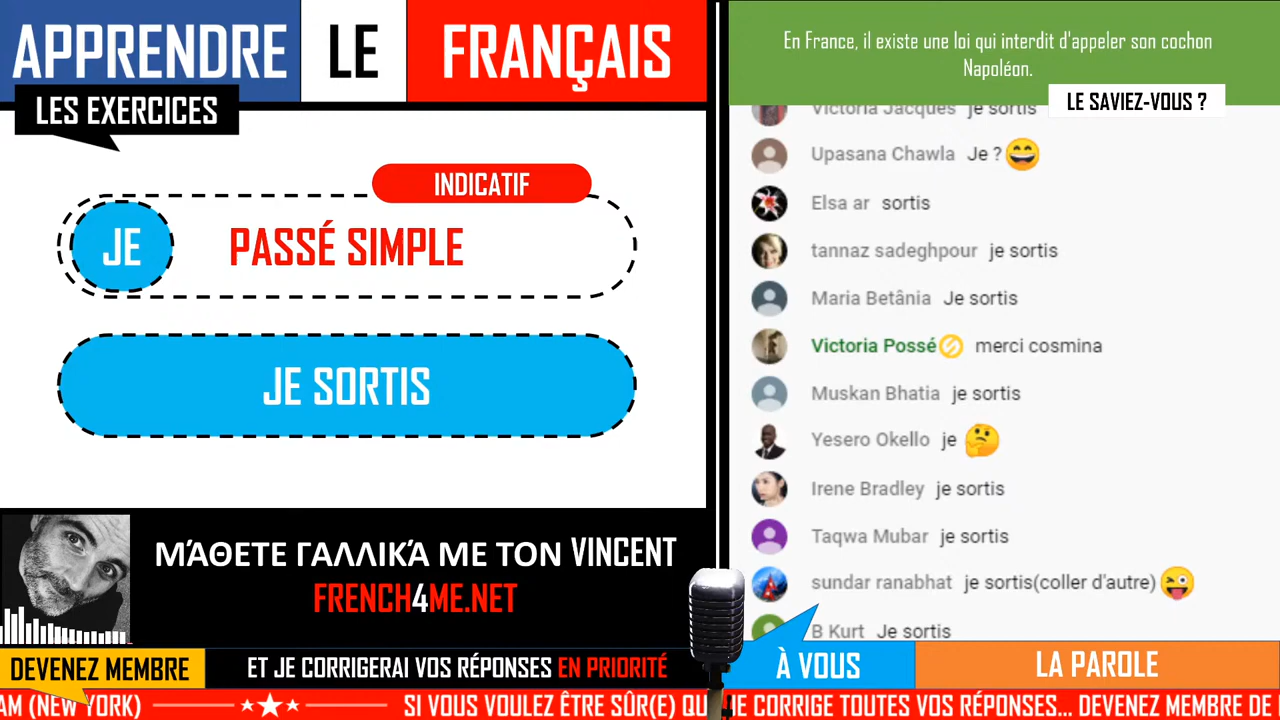 APPRENDRE LE FRANÇAIS
LES EXERCICES
INDICATIF
JE PASSÉ SIMPLE
JE SORTIS
ΜΆΘΕΤΕ ΓΑΛΛΙΚΆ ΜΕ ΤΟΝ VINCENT
FRENCH4ME.NET
DEVENEZ MEMBRE
ET JE CORRIGERAI VOS RÉPONSES EN PRIORITÉ
En France, il existe une loi qui interdit d'appeler son cochon
Napoléon.
LE SAVIEZ-VOUS ?
Victoria Jacques je sortis
Upasana Chawla Je ? 😄
Elsa ar sortis
tannaz sadeghpour je sortis
Maria Betânia Je sortis
Victoria Possé merci cosmina
Muskan Bhatia je sortis
Yesero Okello je 🤔
Irene Bradley je sortis
Taqwa Mubar je sortis
sundar ranabhat je sortis(coller d'autre) 😜
B Kurt Je sortis
À VOUS
LA PAROLE
AM (NEW YORK) SI VOUS VOULEZ ÊTRE SÛR(E) QU JE CORRIGE TOUTES VOS RÉPONSES... DEVENEZ MEMBRE DE